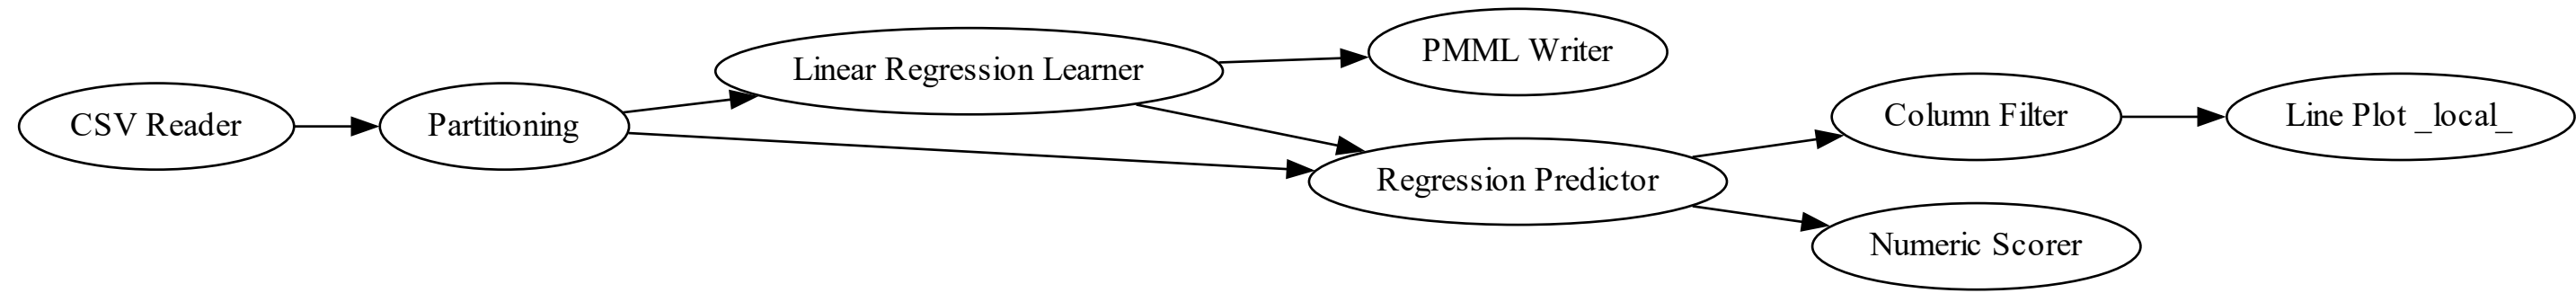 CSV Reader
Partitioning
Linear Regression Learner
PMML Writer
Regression Predictor
Column Filter
Numeric Scorer
Line Plot _local_